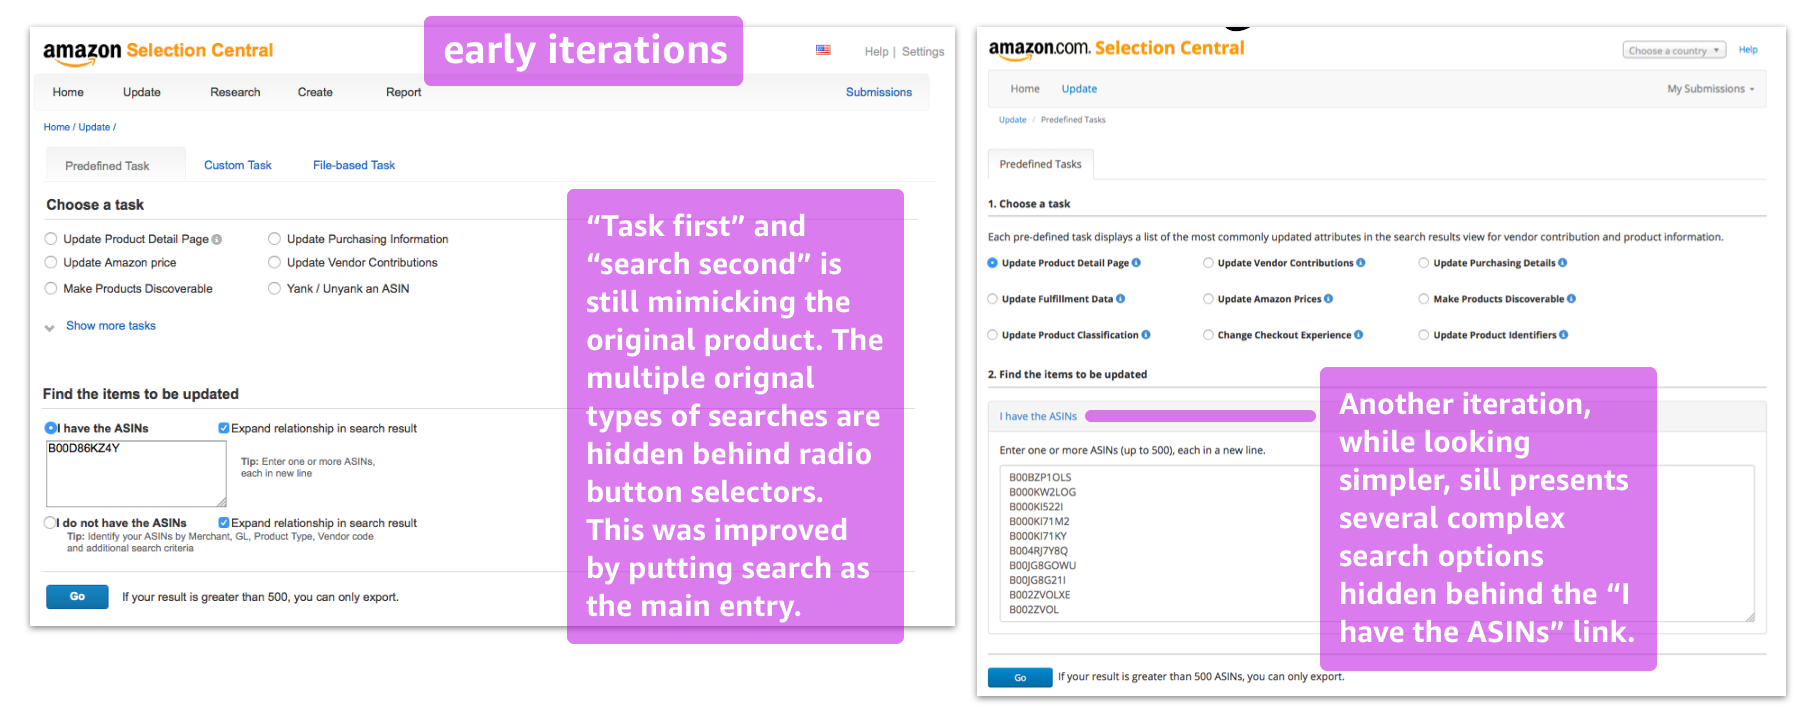 early iterations
amazon Selection Central
Help | Settings
Home Update Research Create Report Submissions
Home / Update /
Predefined Task Custom Task File-based Task
Choose a task
Update Product Detail Page Update Purchasing Information
Update Amazon price Update Vendor Contributions
Make Products Discoverable Yank / Unyank an ASIN
Show more tasks
Find the items to be updated
I have the ASINs Expand relationship in search result
B00D86KZ4Y
Tip: Enter one or more ASINs,
each in new line
I do not have the ASINs Expand relationship in search result
Tip: Identify your ASINs by Merchant, GL, Product Type, Vendor code
and additional search criteria
Go If your result is greater than 500, you can only export.
“Task first” and
“search second” is
still mimicking the
original product. The
multiple orignal
types of searches are
hidden behind radio
button selectors.
This was improved
by putting search as
the main entry.
amazon.com. Selection Central
Choose a country Help
Home Update My Submissions
Update / Predefined Tasks
Predefined Tasks
1. Choose a task
Each pre-defined task displays a list of the most commonly updated attributes in the search results view for vendor contribution and product information.
Update Product Detail Page Update Vendor Contributions Update Purchasing Details
Update Fulfillment Data Update Amazon Prices Make Products Discoverable
Update Product Classification Change Checkout Experience Update Product Identifiers
2. Find the items to be updated
I have the ASINs
Enter one or more ASINs (up to 500), each in a new line.
B00BZP1OLS
B000KW2LOG
B000KI522I
B000KI71M2
B000KI71KY
B004RJ7Y8Q
B00JG8GOWU
B00JG8G21I
B002ZVOLXE
B002ZVOL
Go If your result is greater than 500 ASINs, you can only export.
Another iteration,
while looking
simpler, sill presents
several complex
search options
hidden behind the “I
have the ASINs” link.